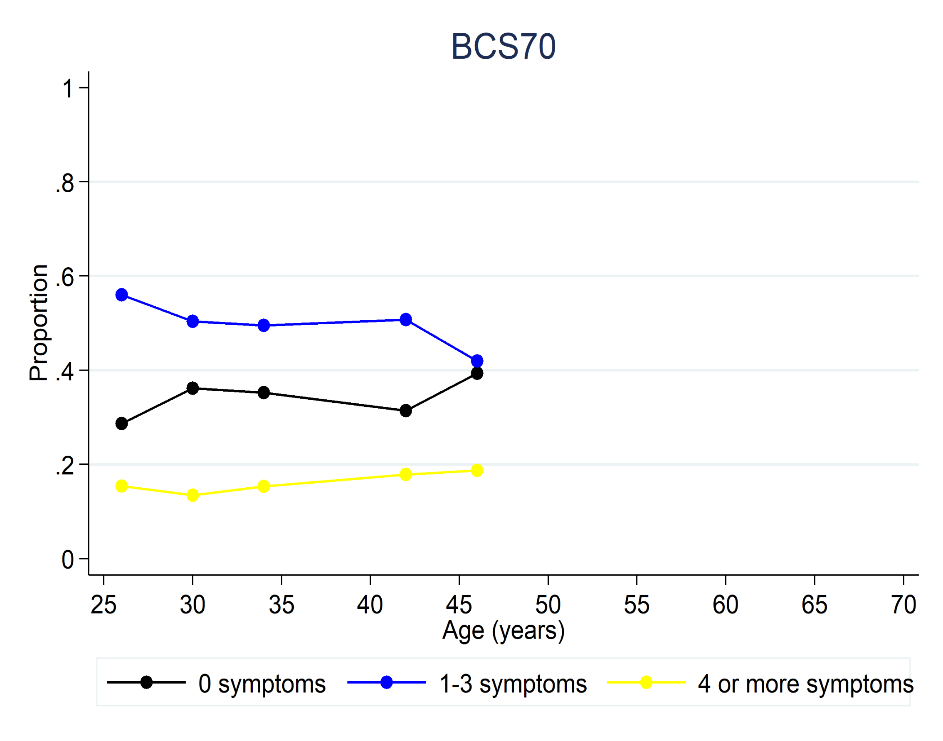 BCS70
1
.8
.6
.4
.2
0
Proportion
25 30 35 40 45 50 55 60 65 70
Age (years)
0 symptoms 1-3 symptoms 4 or more symptoms